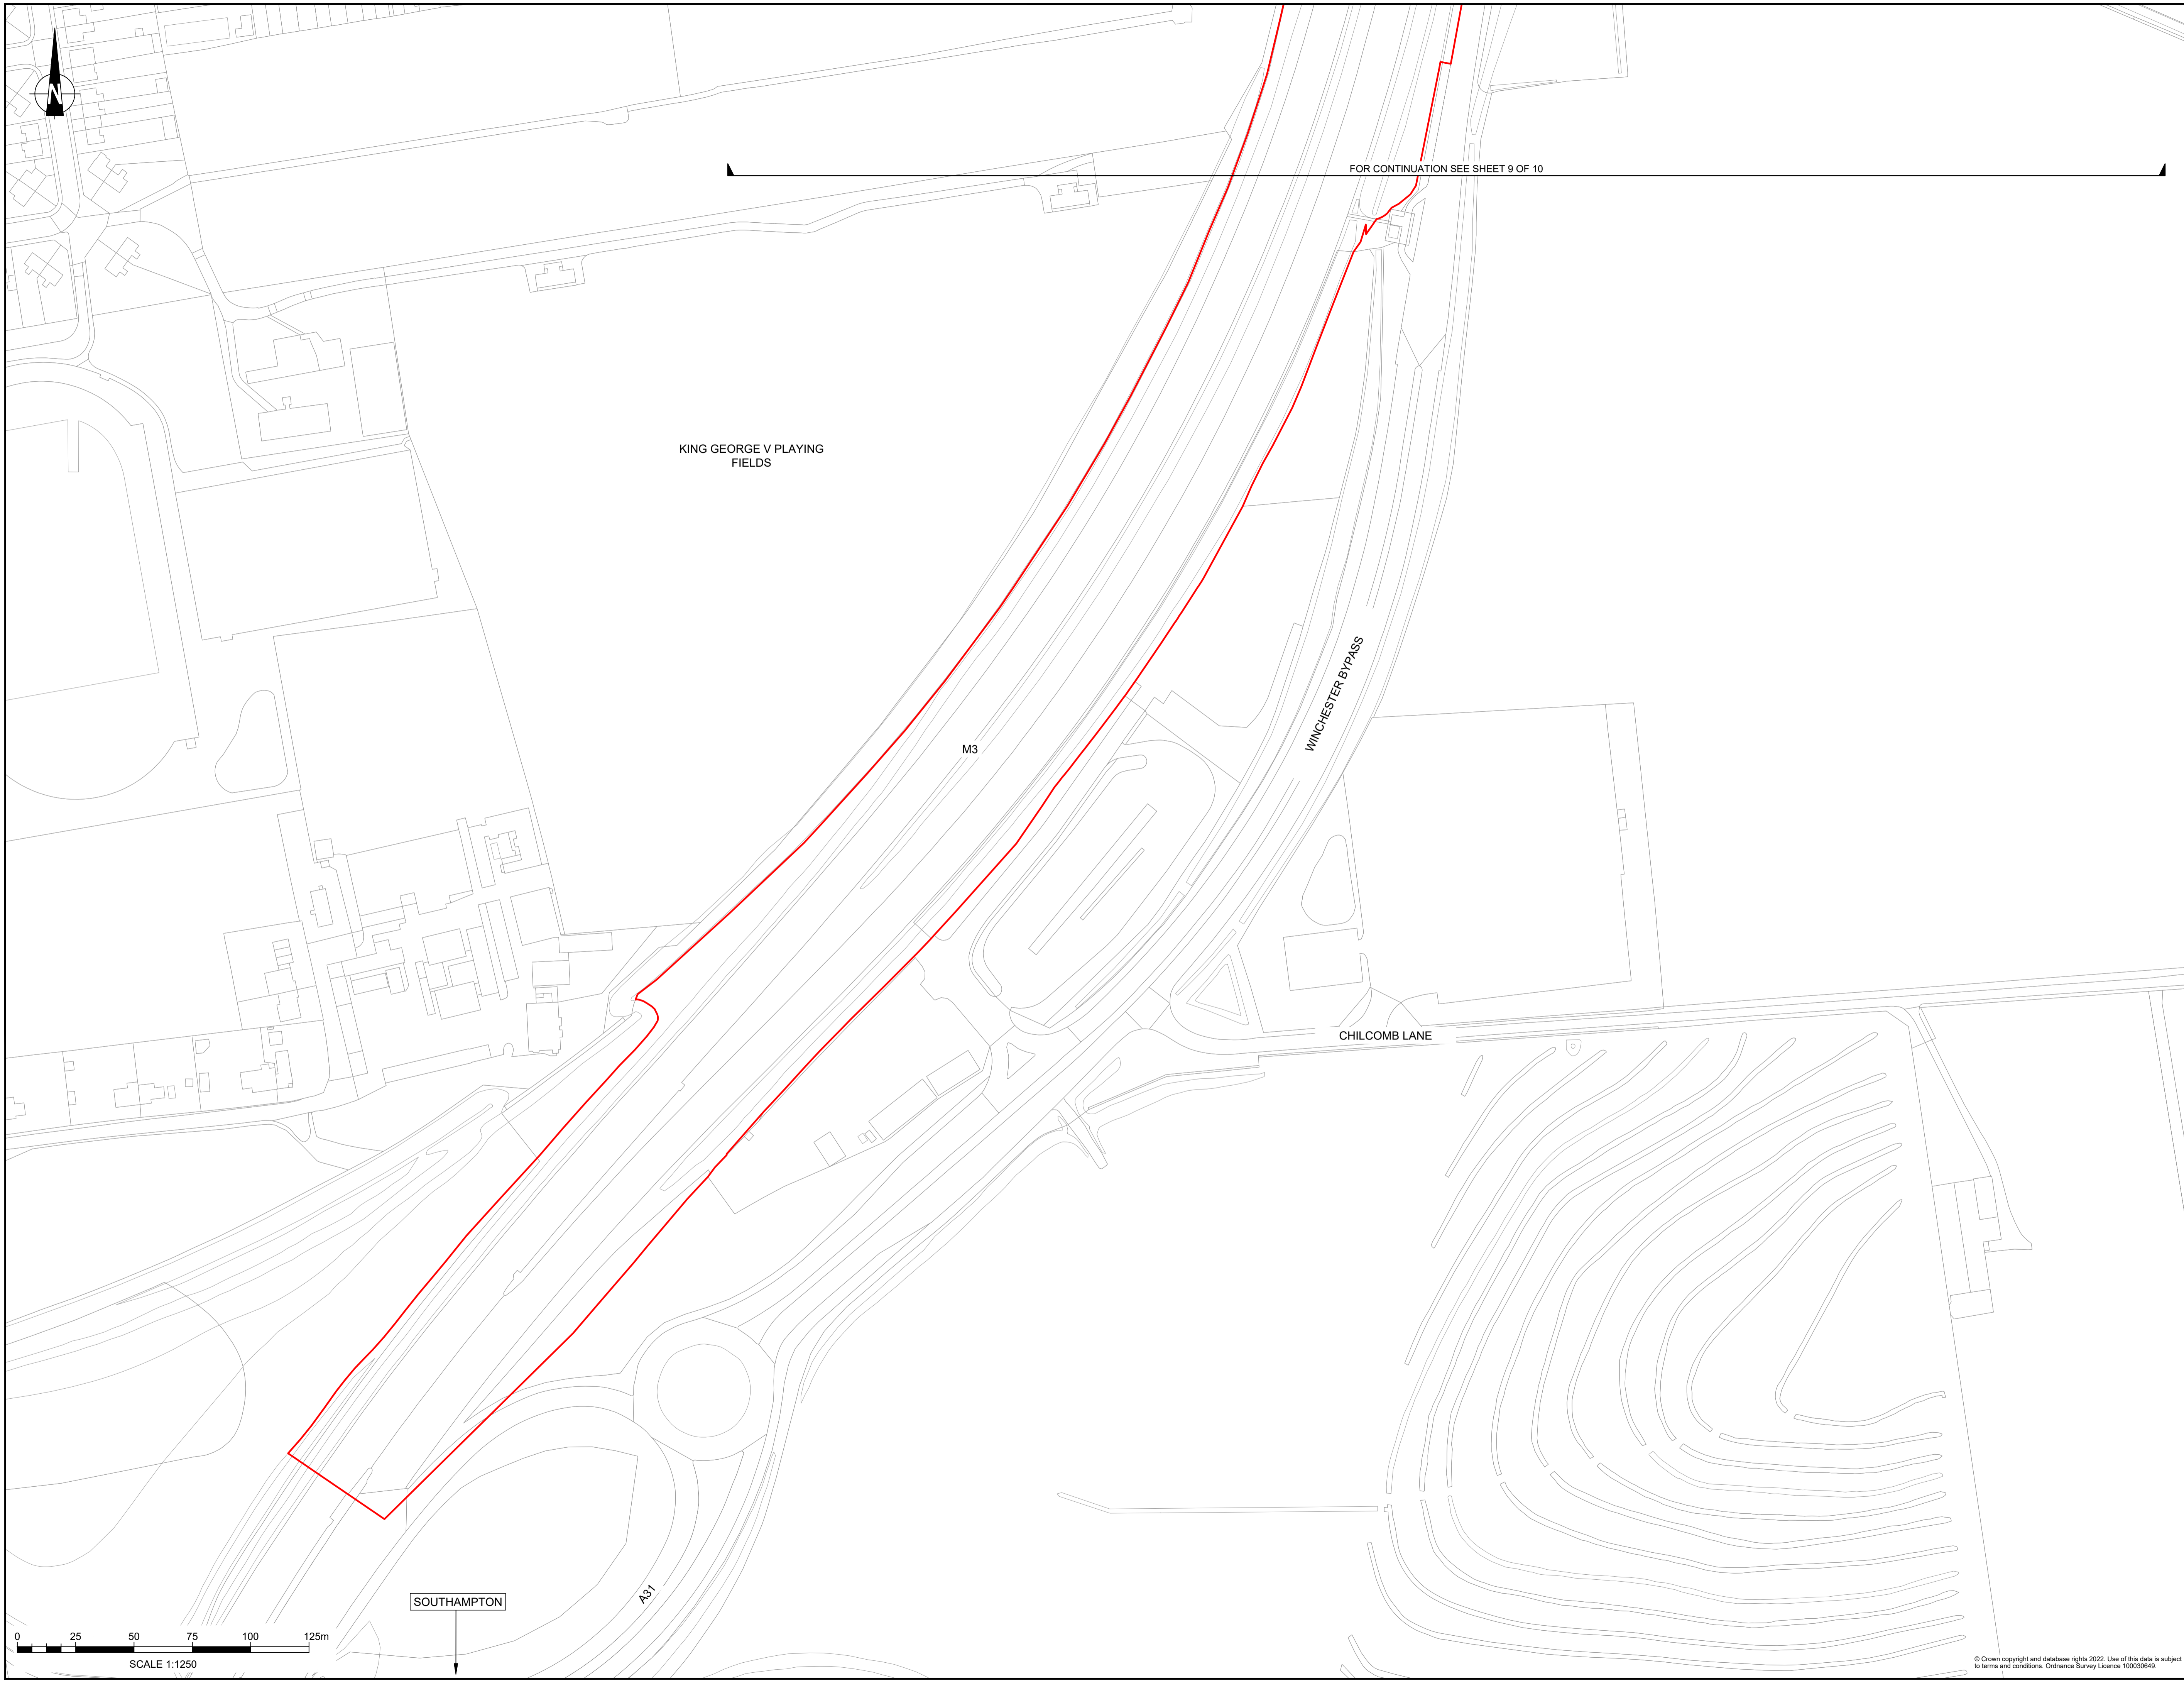 N
FOR CONTINUATION SEE SHEET 9 OF 10
KING GEORGE V PLAYING
FIELDS
WINCHESTER BYPASS
M3
CHILCOMB LANE
A31
SOUTHAMPTON
0 25 50 75 100 125m
SCALE 1:1250
© Crown copyright and database rights 2022. Use of this data is subject
to terms and conditions. Ordnance Survey Licence 100030649.